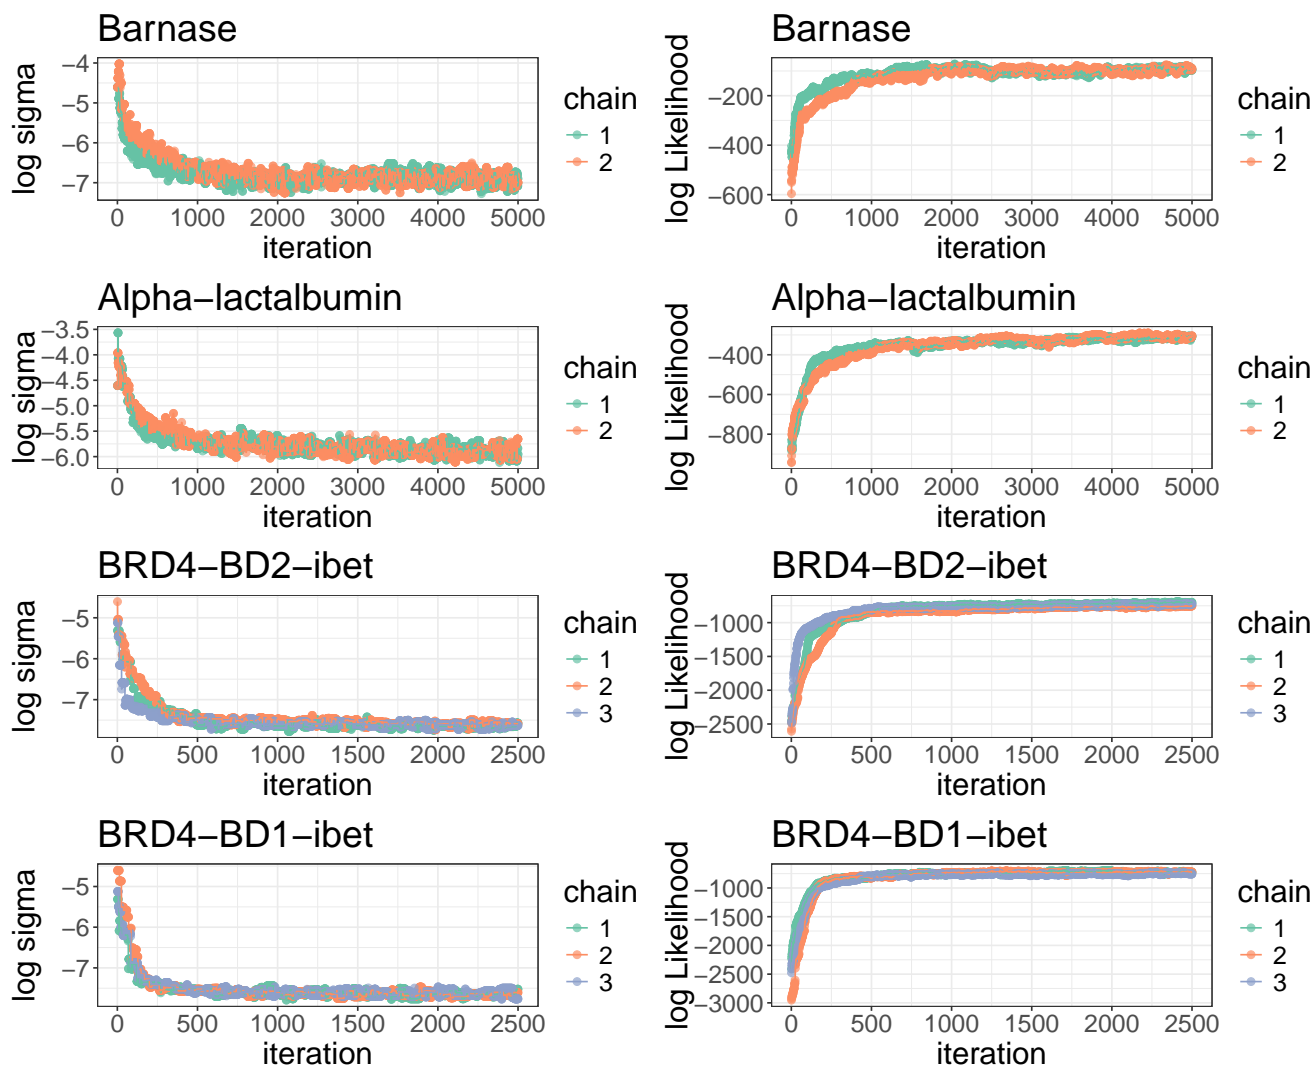 Barnase
log sigma
−4
−5
−6
−7
0 1000 2000 3000 4000 5000
iteration
chain
1
2
Barnase
log Likelihood
−200
−400
−600
0 1000 2000 3000 4000 5000
iteration
chain
1
2
Alpha−lactalbumin
log sigma
−3.5
−4.0
−4.5
−5.0
−5.5
−6.0
0 1000 2000 3000 4000 5000
iteration
chain
1
2
Alpha−lactalbumin
log Likelihood
−400
−600
−800
0 1000 2000 3000 4000 5000
iteration
chain
1
2
BRD4−BD2−ibet
log sigma
−5
−6
−7
0 500 1000 1500 2000 2500
iteration
chain
1
2
3
BRD4−BD2−ibet
log Likelihood
−1000
−1500
−2000
−2500
0 500 1000 1500 2000 2500
iteration
chain
1
2
3
BRD4−BD1−ibet
log sigma
−5
−6
−7
0 500 1000 1500 2000 2500
iteration
chain
1
2
3
BRD4−BD1−ibet
log Likelihood
−1000
−1500
−2000
−2500
−3000
0 500 1000 1500 2000 2500
iteration
chain
1
2
3